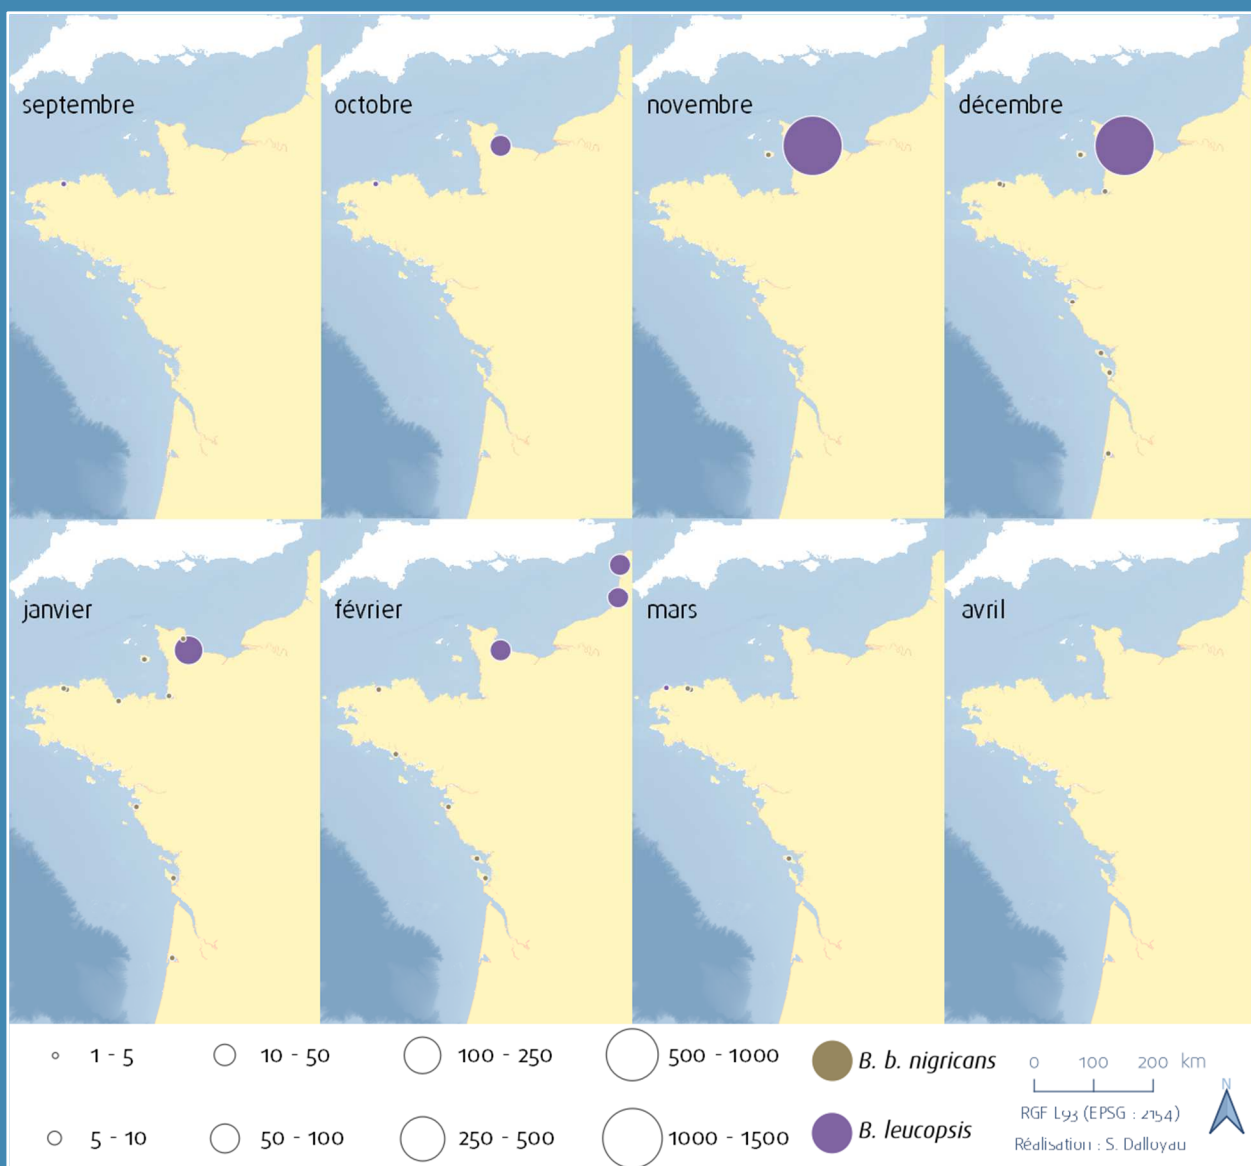 septembre
octobre
novembre
décembre
janvier
février
mars
avril
1 - 5
10 - 50
100 - 250
500 - 1000
B. b. nigricans
0 100 200 km
N
RGF L93 (EPSG : 2154)
5 - 10
50 - 100
250 - 500
1000 - 1500
B. leucopsis
Réalisation : S. Dalloyau